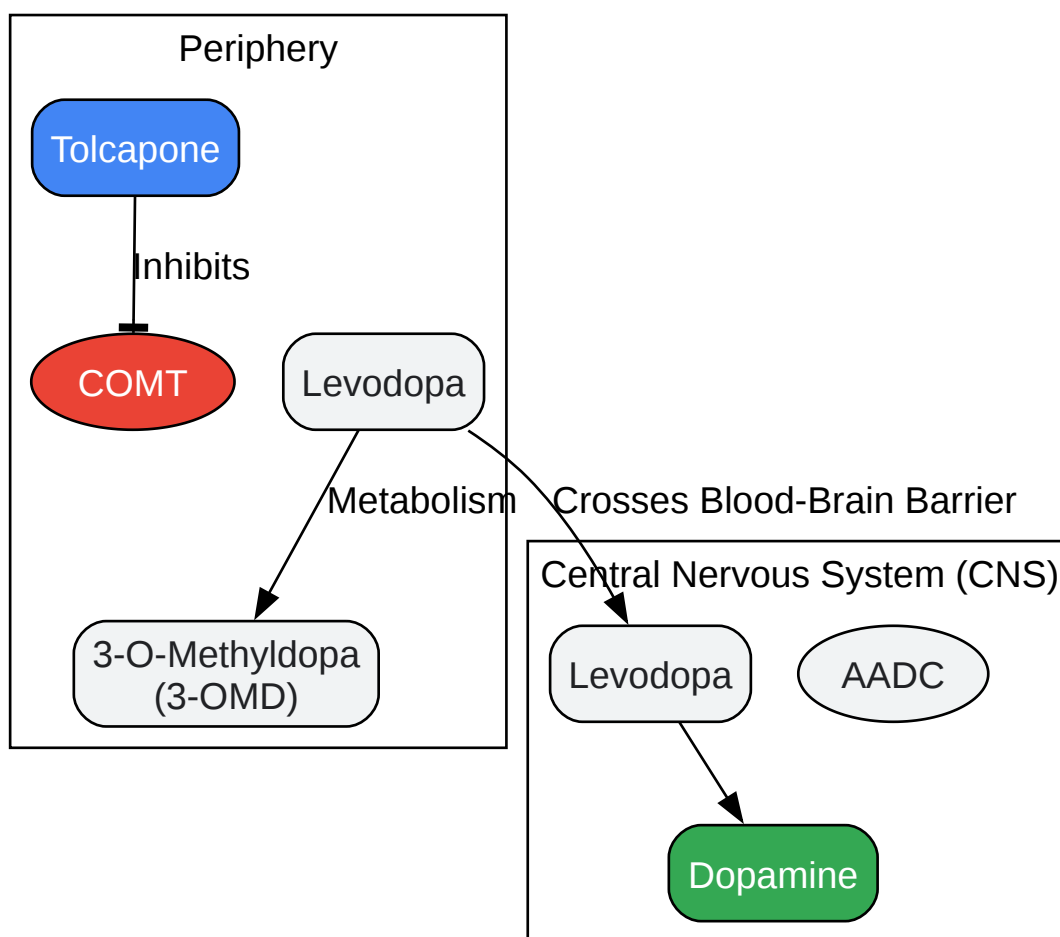 Periphery
Tolcapone
Inhibits
COMT
Levodopa
Metabolism
Crosses Blood-Brain Barrier
3-O-Methyldopa
(3-OMD)
Central Nervous System (CNS)
Levodopa
AADC
Dopamine